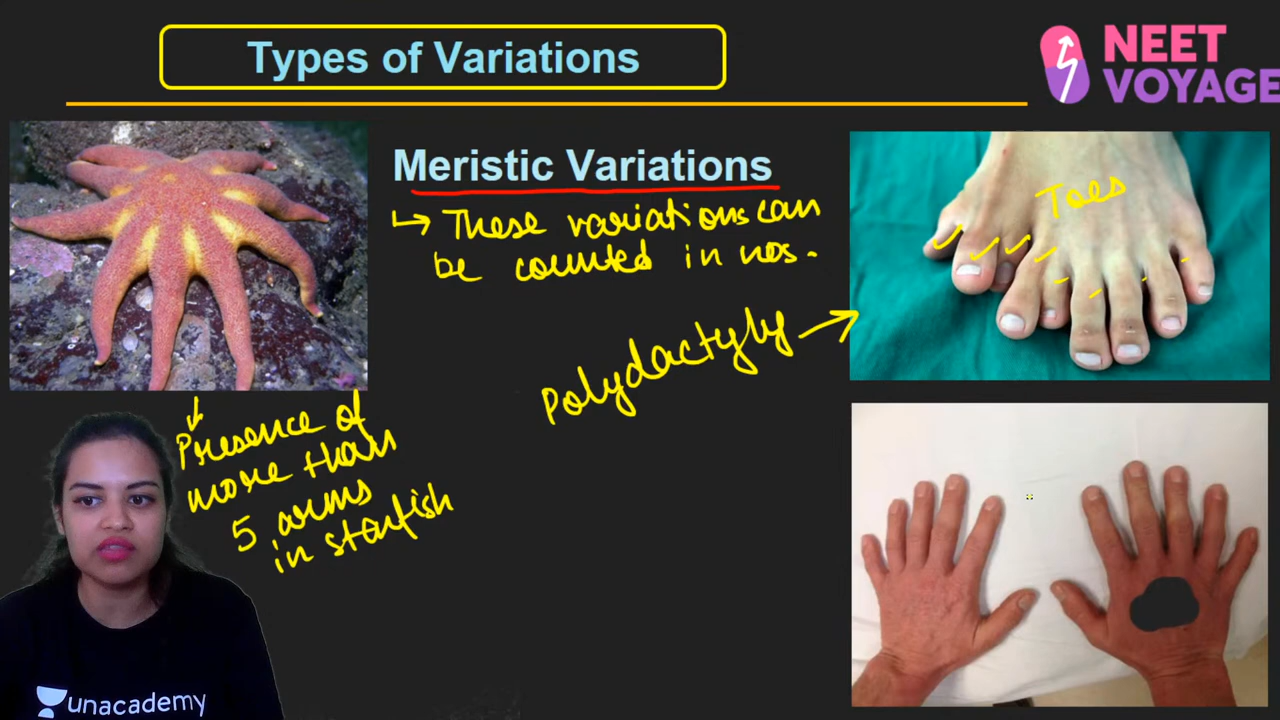 Types of Variations
NEET
VOYAGE
Meristic Variations
↳ These variations can
be counted in nos.
Toes
Polydactyly →
↓
Presence of
more than
5 arms
in starfish
unacademy